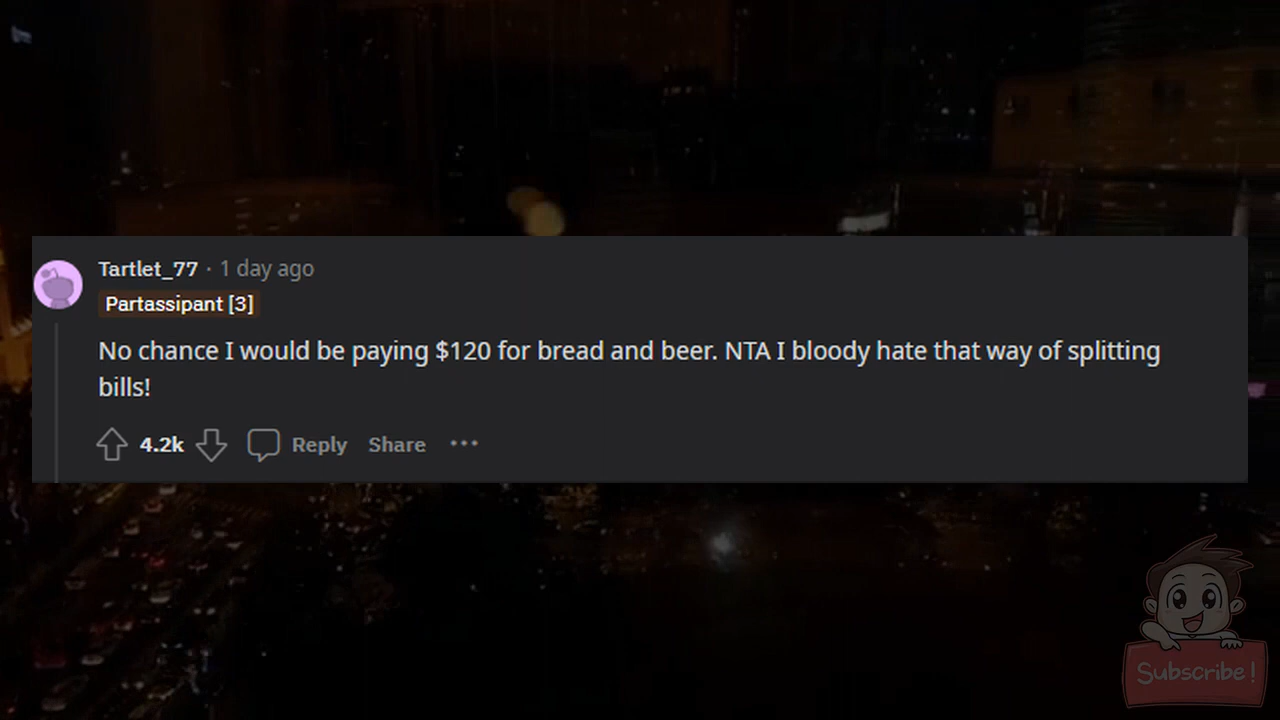 Tartlet_77 · 1 day ago
Partassipant [3]
No chance I would be paying $120 for bread and beer. NTA I bloody hate that way of splitting
bills!
4.2k Reply Share ···
Subscribe!